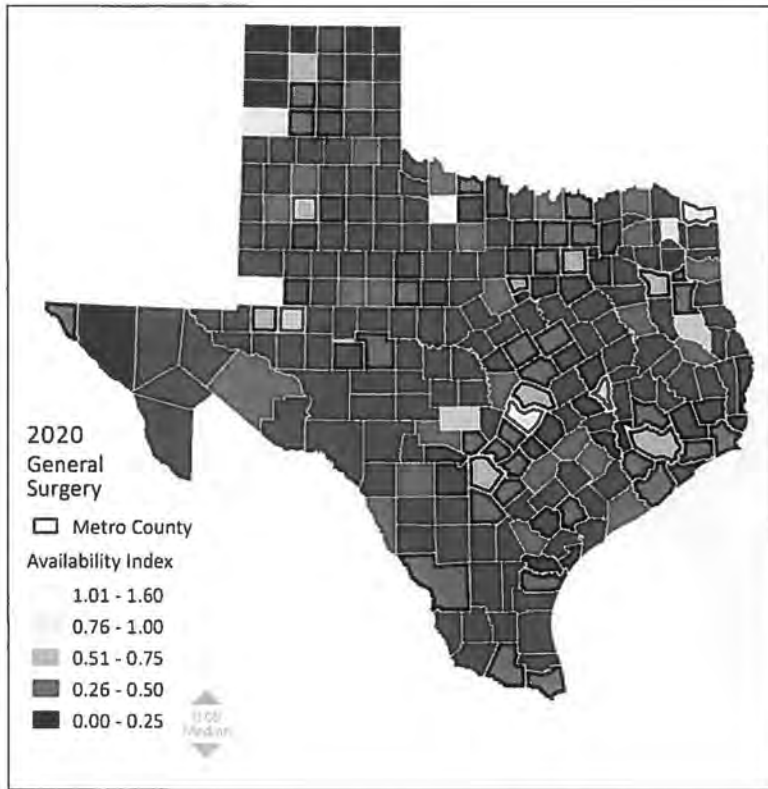 2020
General
Surgery
Metro County
Availability Index
1.01 - 1.60
0.76 - 1.00
0.51 - 0.75
0.26 - 0.50
0.00 - 0.25
Median